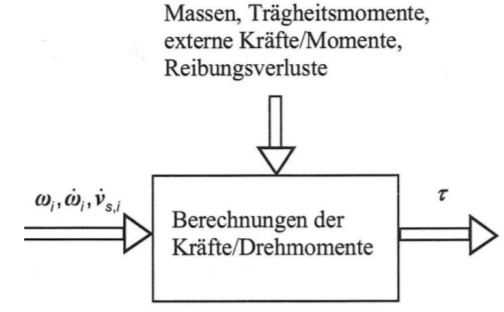 Massen, Trägheitsmomente,
externe Kräfte/Momente,
Reibungsverluste
ωᵢ, ω̇ᵢ, v̇ₛ,ᵢ
Berechnungen der
Kräfte/Drehmomente
τ